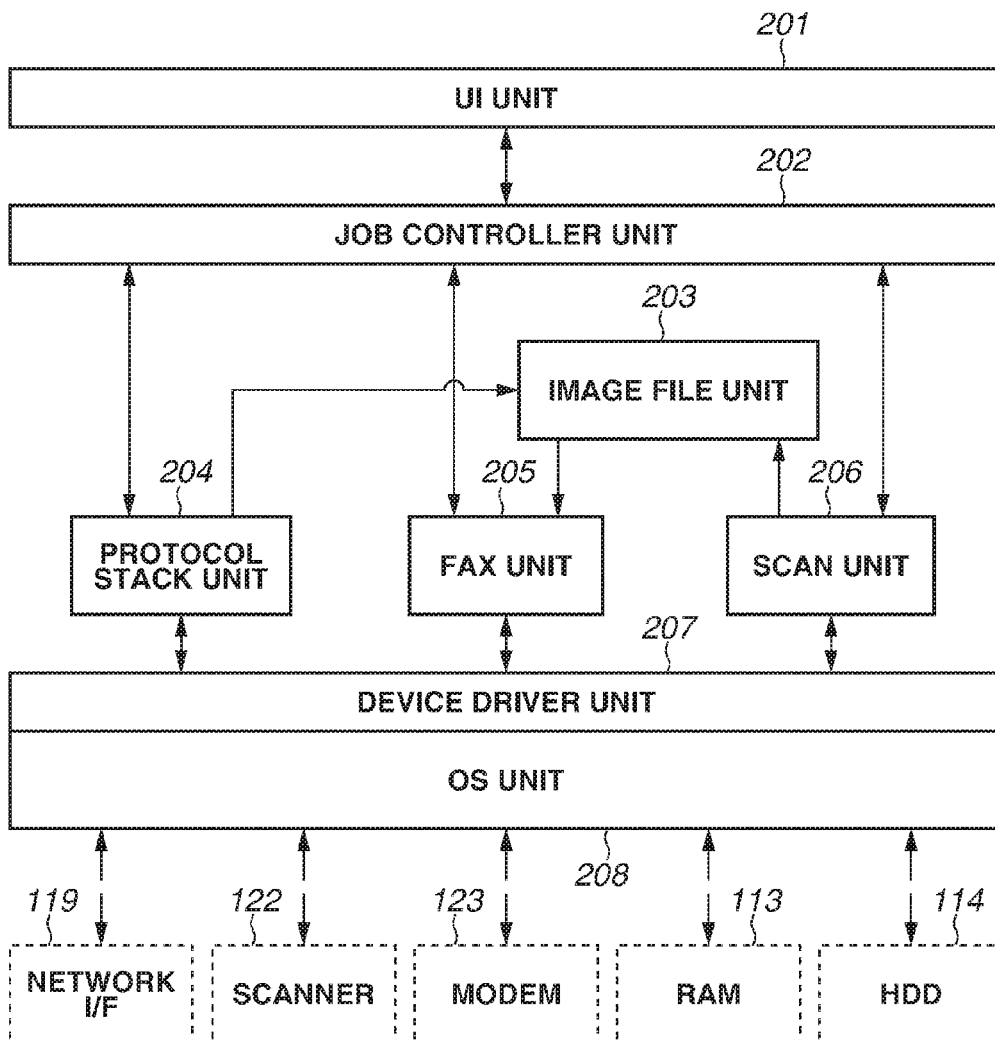 201
UI UNIT
202
JOB CONTROLLER UNIT
203
IMAGE FILE UNIT
204
205
206
PROTOCOL
STACK UNIT
FAX UNIT
SCAN UNIT
207
DEVICE DRIVER UNIT
OS UNIT
208
119
122
123
113
114
NETWORK
I/F
SCANNER
MODEM
RAM
HDD